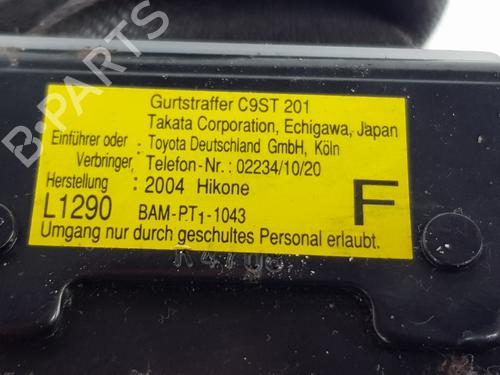 Gurtstraffer C9ST 201
Takata Corporation, Echigawa, Japan
Einführer oder : Toyota Deutschland GmbH, Köln
Verbringer Telefon-Nr.: 02234/10/20
Herstellung : 2004 Hikone
L1290 BAM-PT1-1043 F
Umgang nur durch geschultes Personal erlaubt.
B-PARTS